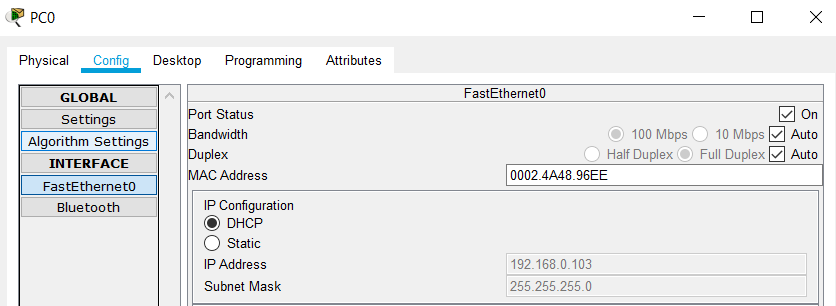 PC0
Physical Config Desktop Programming Attributes
GLOBAL
Settings
Algorithm Settings
INTERFACE
FastEthernet0
Bluetooth
FastEthernet0
Port Status On
Bandwidth 100 Mbps 10 Mbps Auto
Duplex Half Duplex Full Duplex Auto
MAC Address 0002.4A48.96EE
IP Configuration
DHCP
Static
IP Address 192.168.0.103
Subnet Mask 255.255.255.0